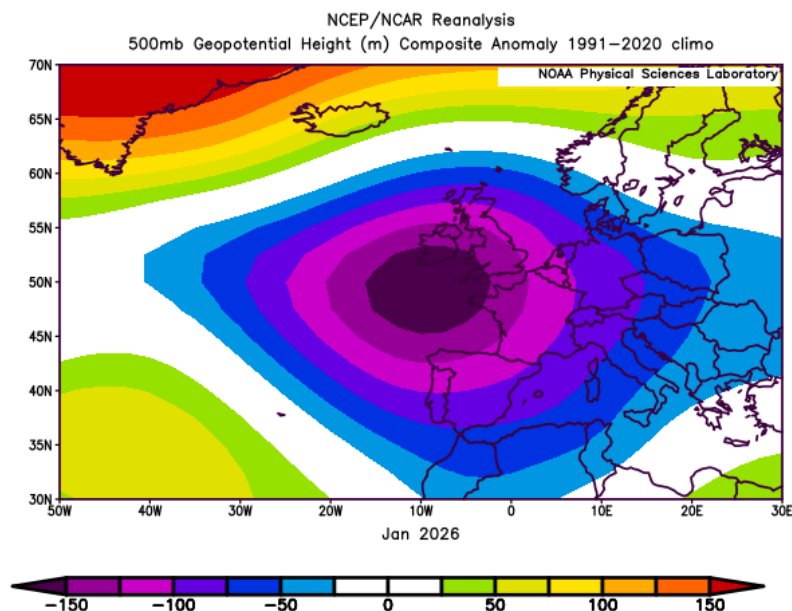 NCEP/NCAR Reanalysis
500mb Geopotential Height (m) Composite Anomaly 1991−2020 climo
NOAA Physical Sciences Laboratory
70N
65N
60N
55N
50N
45N
40N
35N
30N
50W 40W 30W 20W 10W 0 10E 20E 30E
Jan 2026
−150 −100 −50 0 50 100 150